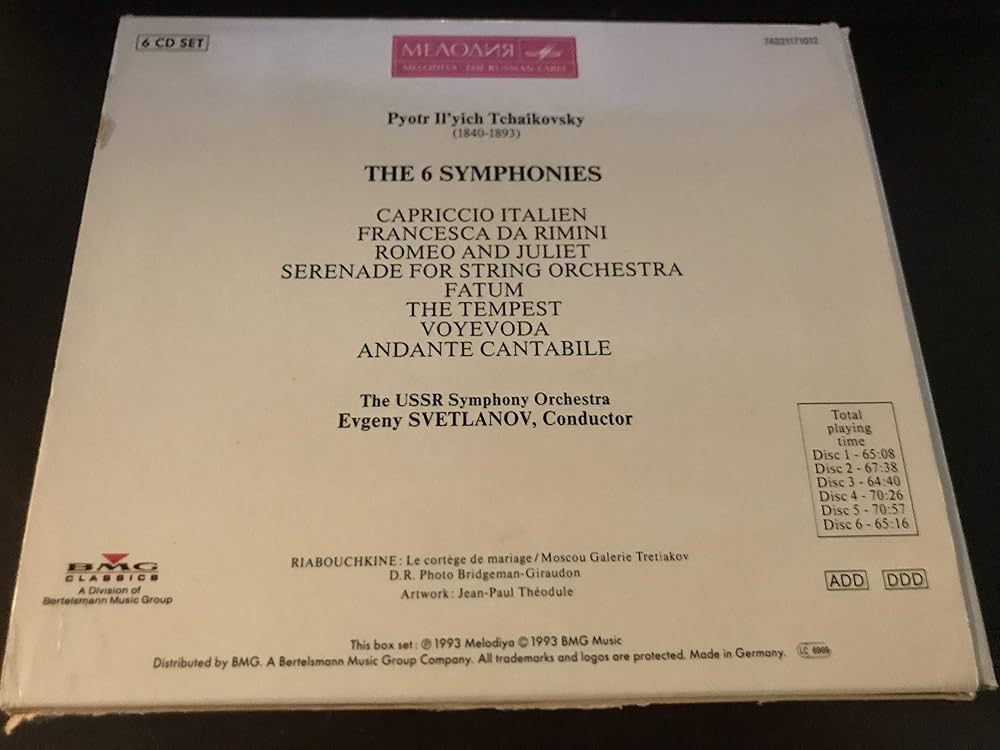 6 CD SET
МЕЛОДИЯ
MELODIYA · THE RUSSIAN LABEL
74321171012
Pyotr Il'yich Tchaikovsky
(1840-1893)
THE 6 SYMPHONIES
CAPRICCIO ITALIEN
FRANCESCA DA RIMINI
ROMEO AND JULIET
SERENADE FOR STRING ORCHESTRA
FATUM
THE TEMPEST
VOYEVODA
ANDANTE CANTABILE
The USSR Symphony Orchestra
Evgeny SVETLANOV, Conductor
Total
playing
time
Disc 1 - 65:08
Disc 2 - 67:38
Disc 3 - 64:40
Disc 4 - 70:26
Disc 5 - 70:57
Disc 6 - 65:16
RIABOUCHKINE : Le cortège de mariage / Moscou Galerie Tretiakov
D.R. Photo Bridgeman-Giraudon
Artwork : Jean-Paul Théodule
BMG
CLASSICS
A Division of
Bertelsmann Music Group
ADD DDD
This box set : ℗ 1993 Melodiya © 1993 BMG Music
Distributed by BMG. A Bertelsmann Music Group Company. All trademarks and logos are protected. Made in Germany.
LC 8989